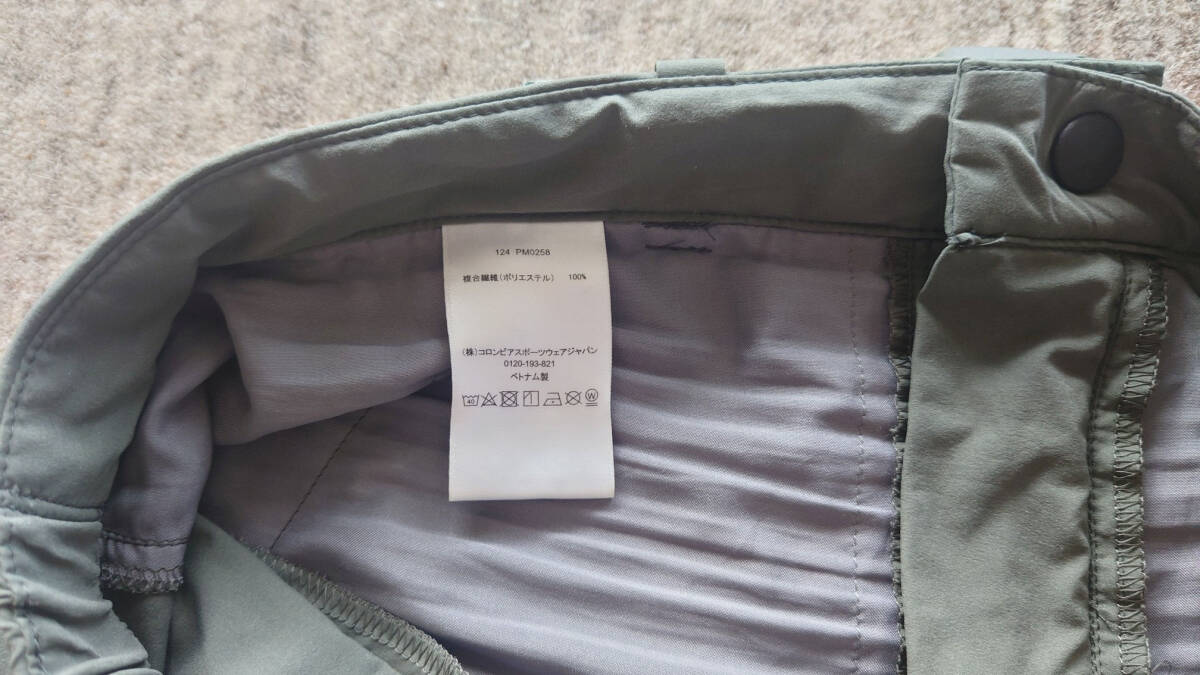 124 PM0258
複合繊維(ポリエステル) 100%
(株)コロンビアスポーツウェアジャパン
0120-193-821
ベトナム製
40 W